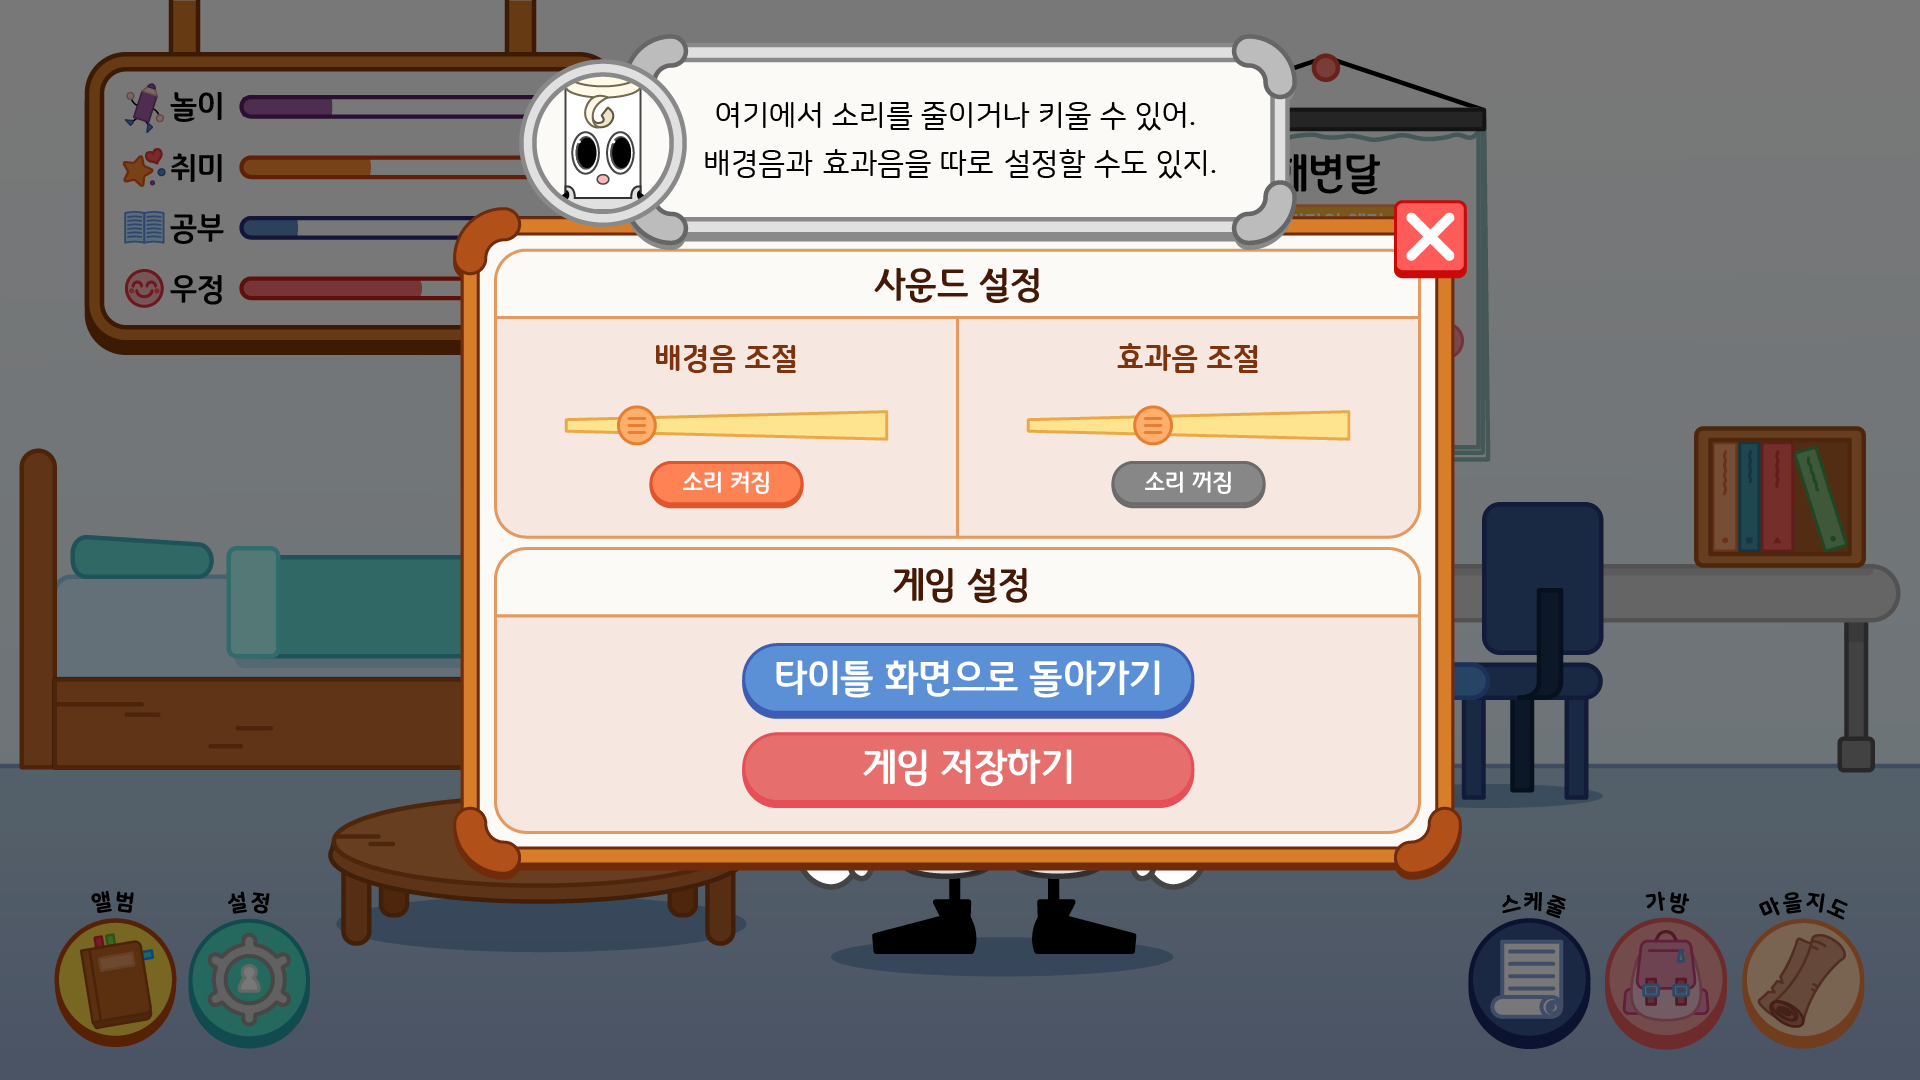 여기에서 소리를 줄이거나 키울 수 있어.
배경음과 효과음을 따로 설정할 수도 있지.
놀이
취미
공부
우정
해변달
사운드 설정
배경음 조절
효과음 조절
소리 켜짐
소리 꺼짐
게임 설정
타이틀 화면으로 돌아가기
게임 저장하기
앨범
설정
스케줄
가방
마을지도